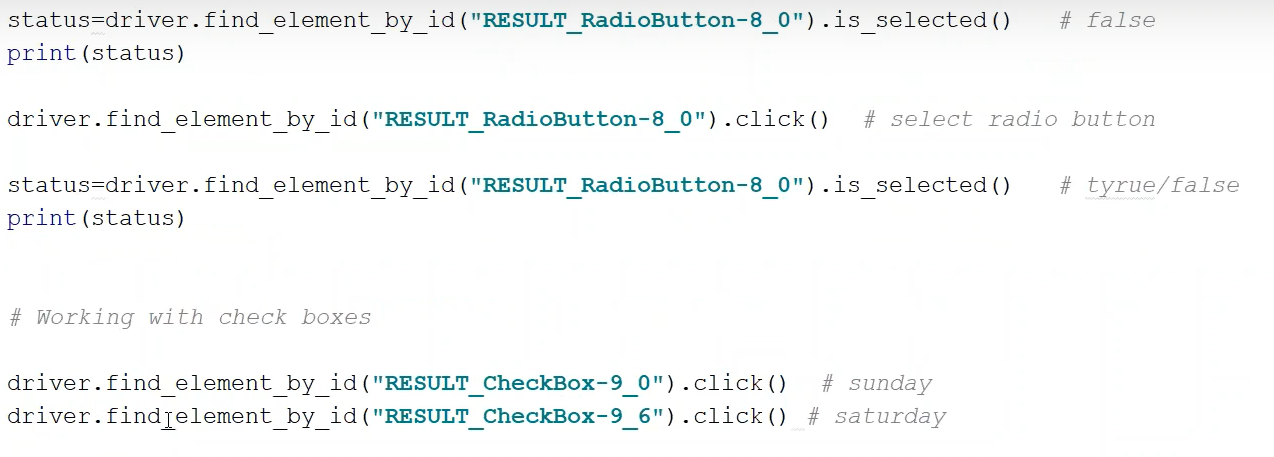 status=driver.find_element_by_id("RESULT_RadioButton-8_0").is_selected()   # false
print(status)
driver.find_element_by_id("RESULT_RadioButton-8_0").click()  # select radio button
status=driver.find_element_by_id("RESULT_RadioButton-8_0").is_selected()   # tyrue/false
print(status)
# Working with check boxes
driver.find_element_by_id("RESULT_CheckBox-9_0").click()  # sunday
driver.find_element_by_id("RESULT_CheckBox-9_6").click() # saturday